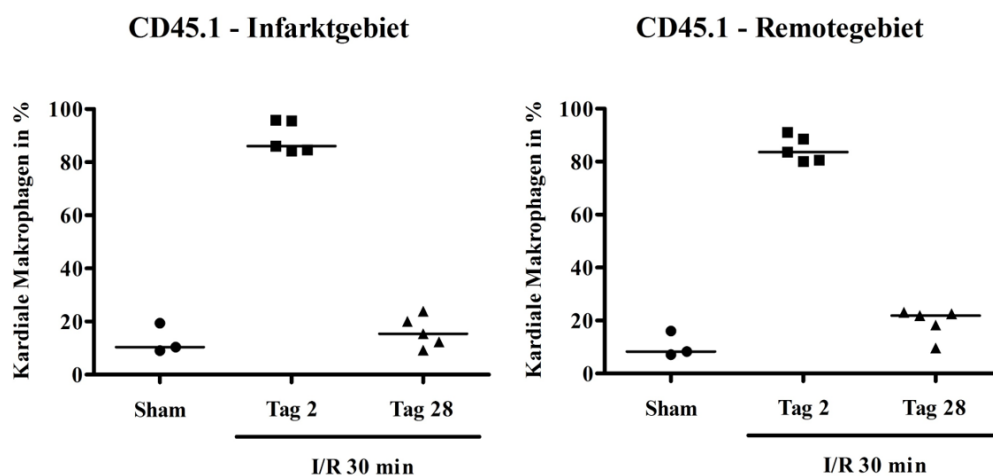 CD45.1 - Infarktgebiet
Kardiale Makrophagen in %
100
80
60
40
20
0
Sham
Tag 2
Tag 28
I/R 30 min
CD45.1 - Remotegebiet
Kardiale Makrophagen in %
100
80
60
40
20
0
Sham
Tag 2
Tag 28
I/R 30 min